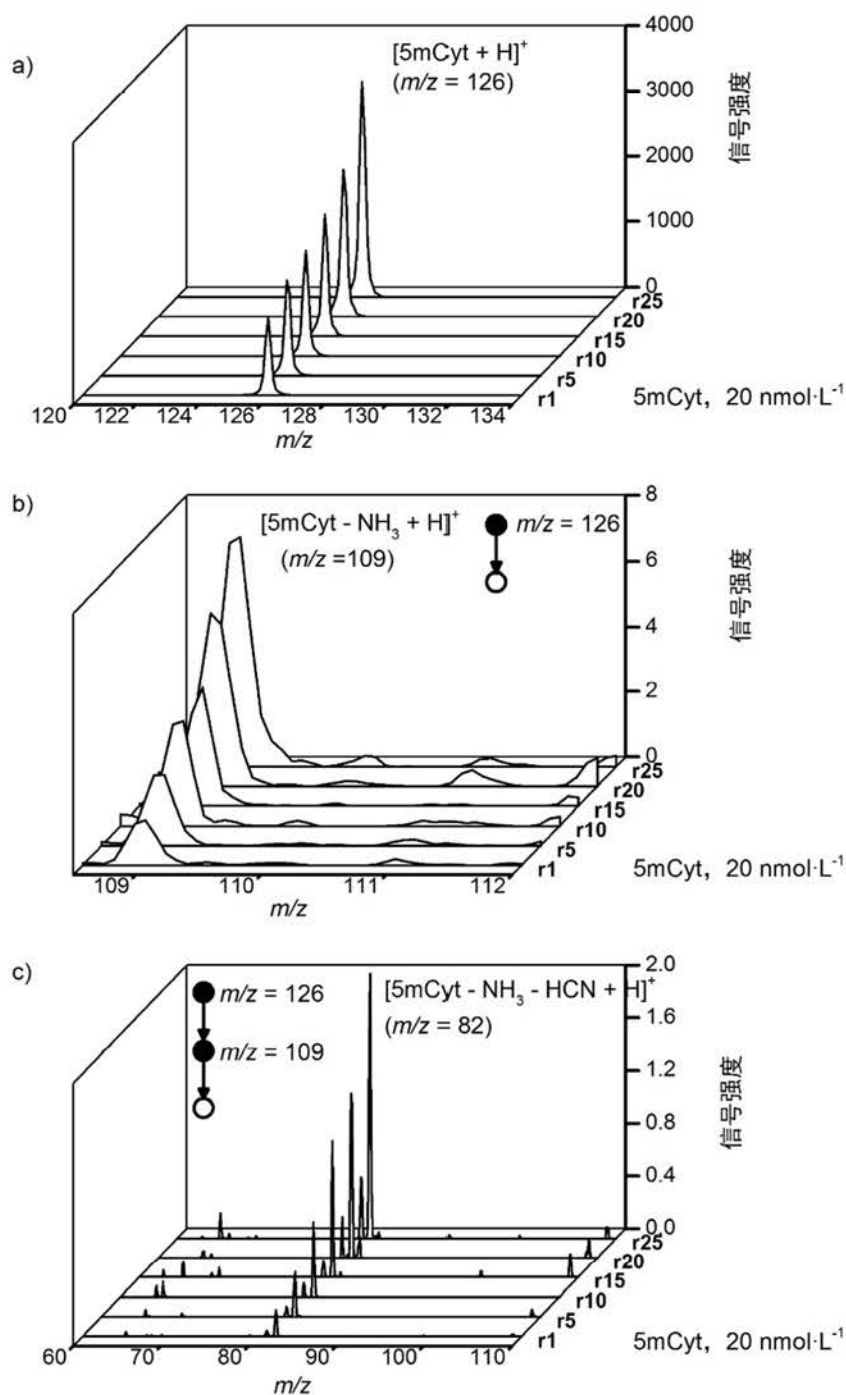 a)
[5mCyt + H]⁺
(m/z = 126)
4000
3000
2000
1000
0
信号强度
r25
r20
r15
r10
r5
r1
5mCyt, 20 nmol·L⁻¹
120 122 124 126 128 130 132 134
m/z
b)
[5mCyt - NH₃ + H]⁺
(m/z =109)
m/z = 126
8
6
4
2
0
信号强度
r25
r20
r15
r10
r5
r1
5mCyt, 20 nmol·L⁻¹
109 110 111 112
m/z
c)
m/z = 126
m/z = 109
[5mCyt - NH₃ - HCN + H]⁺
(m/z = 82)
2.0
1.6
1.2
0.8
0.4
0.0
信号强度
r25
r20
r15
r10
r5
r1
5mCyt, 20 nmol·L⁻¹
60 70 80 90 100 110
m/z